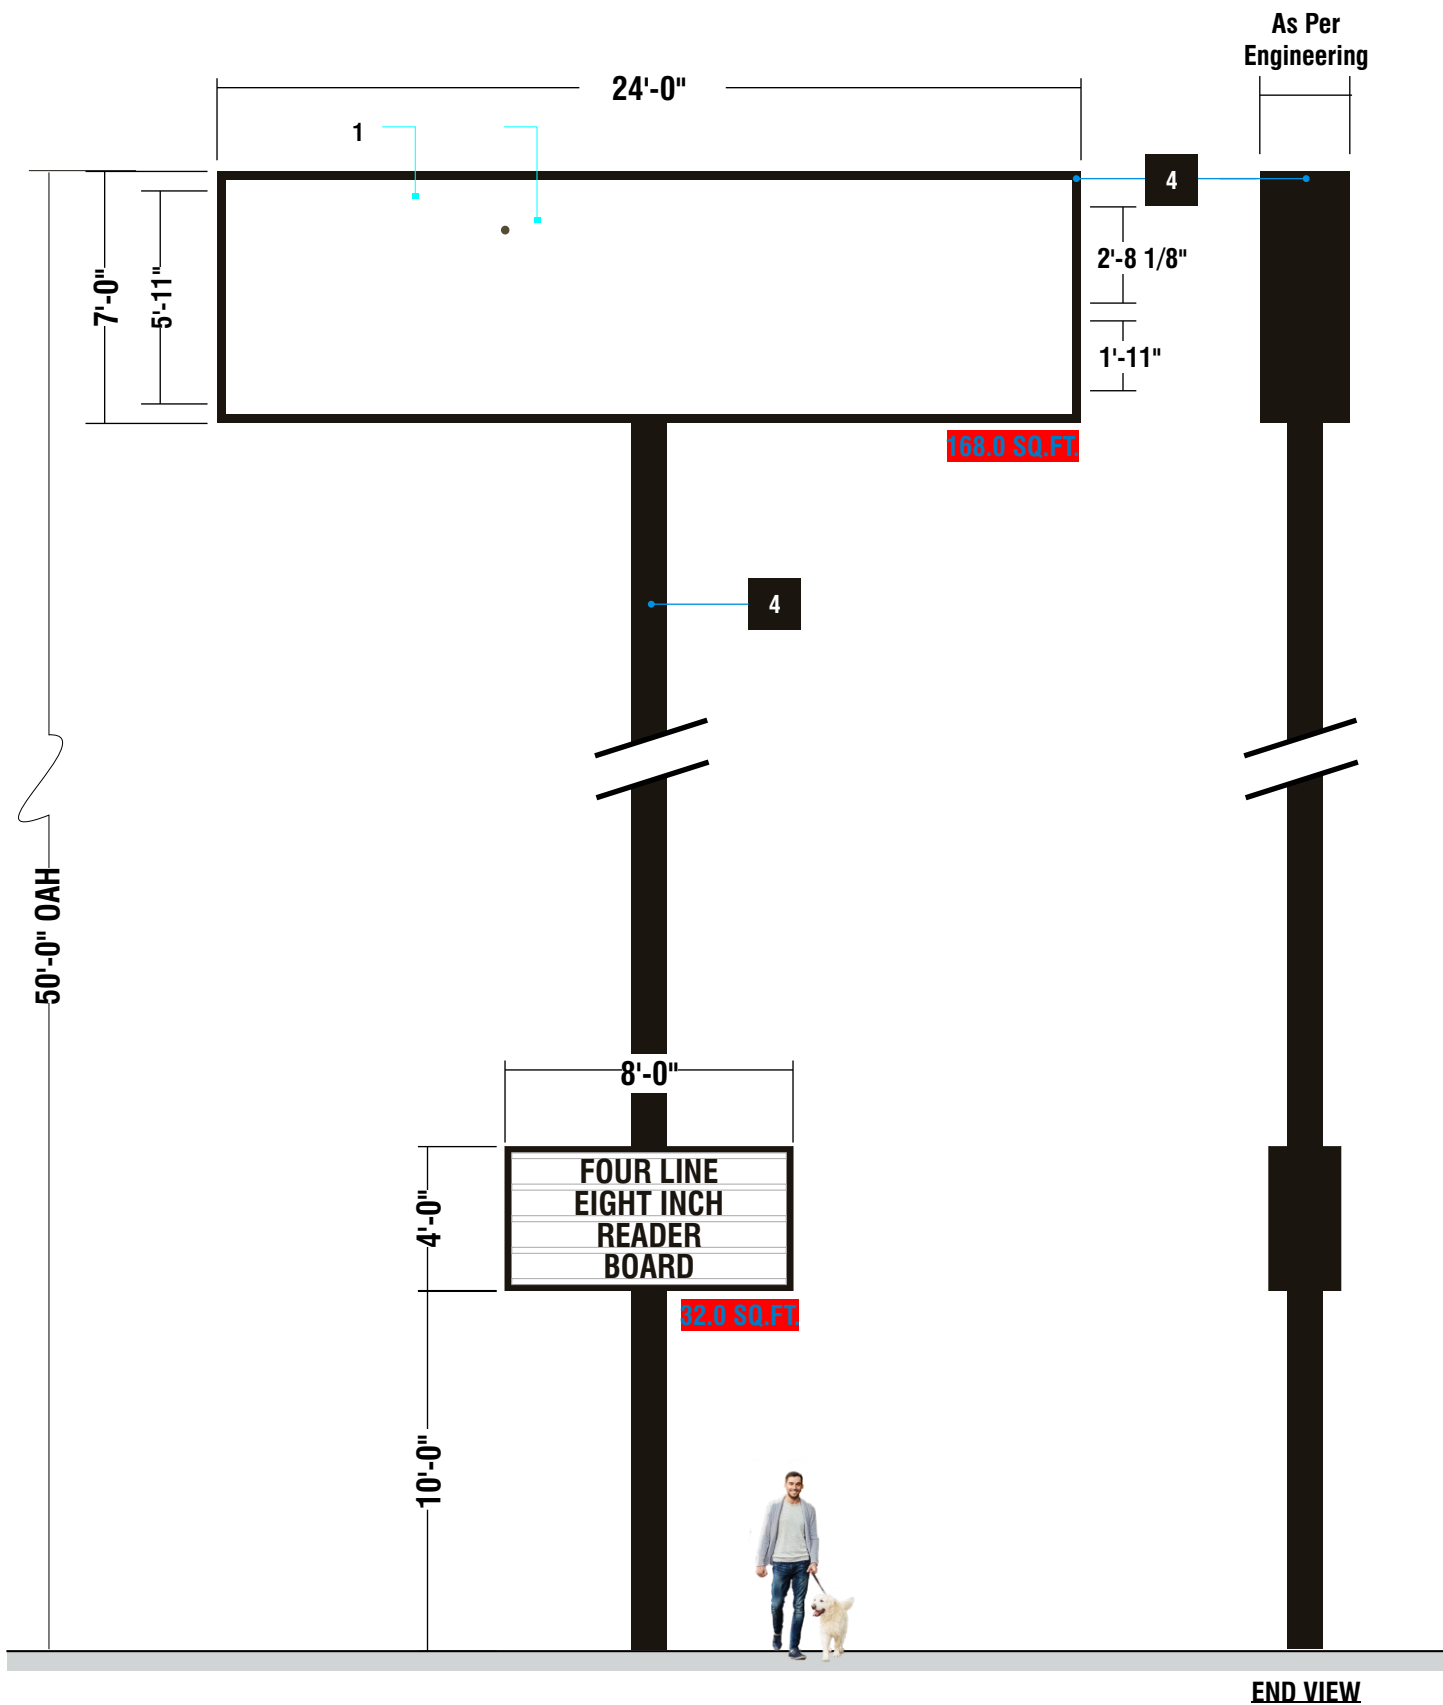 As Per
Engineering
24'-0"
1
4
7'-0"
5'-11"
2'-8 1/8"
1'-11"
168.0 SQ.FT.
4
50'-0" OAH
8'-0"
4'-0"
FOUR LINE
EIGHT INCH
READER
BOARD
32.0 SQ.FT.
10'-0"
END VIEW